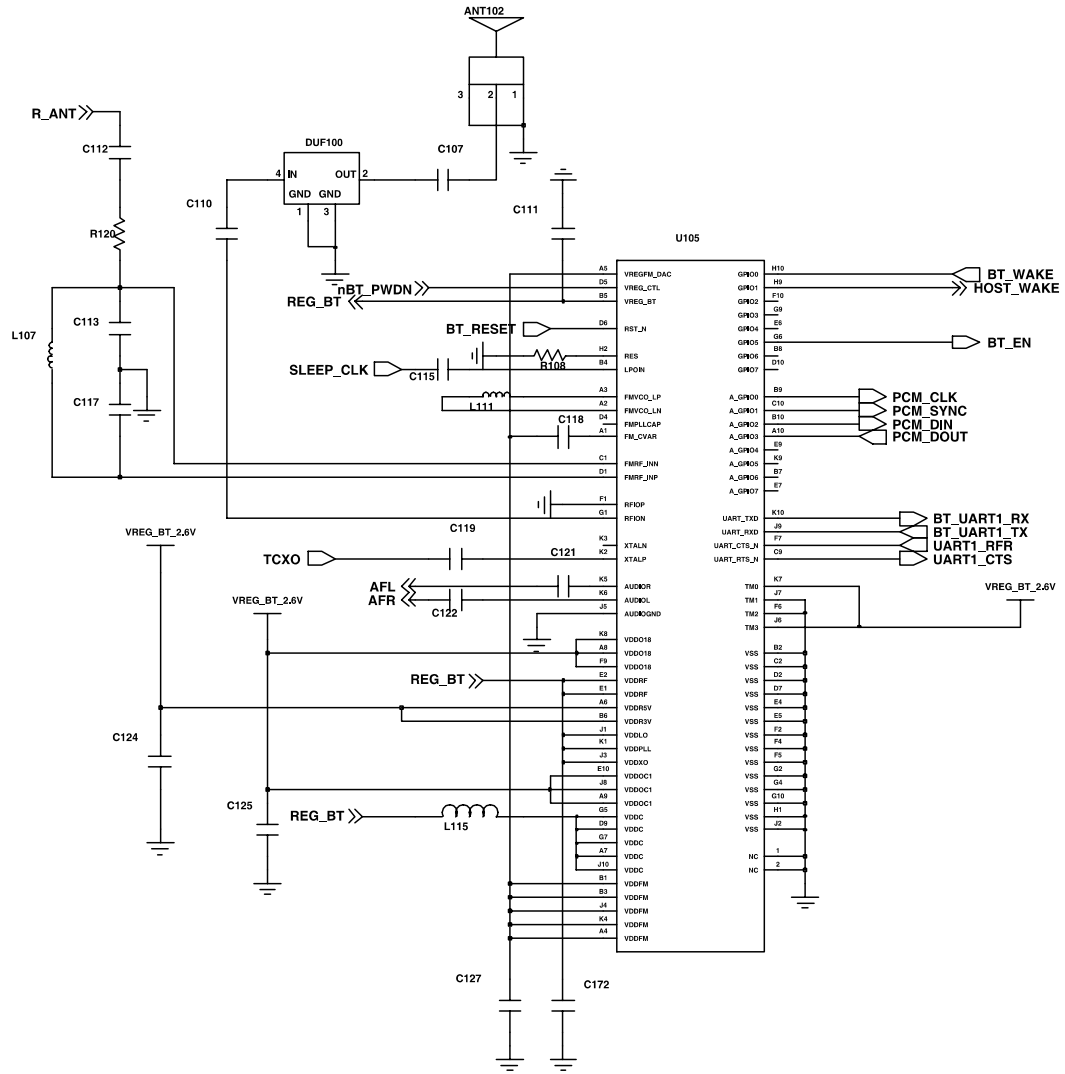 ANT102
3 2 1
R_ANT
C112
DUF100
C107
4 IN OUT 2
GND GND
1 3
C110
C111
R120
U105
L107
C113
C117
nBT_PWDN
REG_BT
BT_RESET
R108
SLEEP_CLK
C115
L111
C118
C119
TCXO
C121
AFL
AFR
C122
VREG_BT_2.6V
VREG_BT_2.6V
REG_BT
C124
C125
REG_BT
L115
C127
C172
A5 VREGFM_DAC
D5 VREG_CTL
B5 VREG_BT
D6 RST_N
H2 RES
B4 LPOIN
A3 FMVCO_LP
A2 FMVCO_LN
D4 FMPLLCAP
A1 FM_CVAR
C1 FMRF_INN
D1 FMRF_INP
F1 RFIOP
G1 RFION
K3 XTALN
K2 XTALP
K5 AUDIOR
K6 AUDIOL
J5 AUDIOGND
K8 VDDO18
A8 VDDO18
F9 VDDO18
E2 VDDRF
E1 VDDRF
A6 VDDR5V
B6 VDDR3V
J1 VDDLO
K1 VDDPLL
J3 VDDXO
E10 VDDOC1
J8 VDDOC1
A9 VDDOC1
G5 VDDC
D9 VDDC
G7 VDDC
A7 VDDC
J10 VDDC
B1 VDDFM
B3 VDDFM
J4 VDDFM
K4 VDDFM
A4 VDDFM
GPIO0 H10 BT_WAKE
GPIO1 H9 HOST_WAKE
GPIO2 F10
GPIO3 G9
GPIO4 E6
GPIO5 G6 BT_EN
GPIO6 B8
GPIO7 D10
A_GPIO0 B9 PCM_CLK
A_GPIO1 C10 PCM_SYNC
A_GPIO2 B10 PCM_DIN
A_GPIO3 A10 PCM_DOUT
A_GPIO4 E9
A_GPIO5 K9
A_GPIO6 B7
A_GPIO7 E7
UART_TXD K10 BT_UART1_RX
UART_RXD J9 BT_UART1_TX
UART_CTS_N F7 UART1_RFR
UART_RTS_N C9 UART1_CTS
TM0 K7
TM1 J7
TM2 F6
TM3 J6
VREG_BT_2.6V
VSS B2
VSS C2
VSS D2
VSS D7
VSS E4
VSS E5
VSS F2
VSS F4
VSS F5
VSS G2
VSS G4
VSS G10
VSS H1
VSS J2
NC 1
NC 2